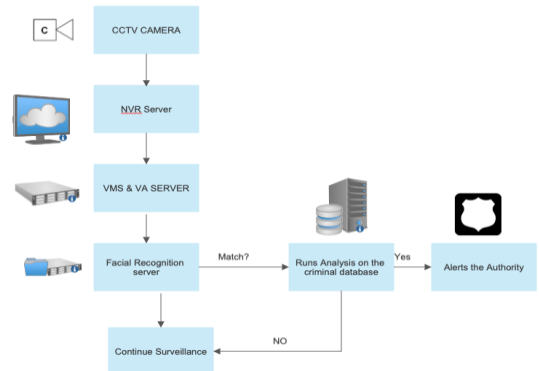 C
CCTV CAMERA
NVR Server
VMS & VA SERVER
Facial Recognition
server
Match?
Runs Analysis on the
criminal database
Yes
Alerts the Authority
NO
Continue Surveillance